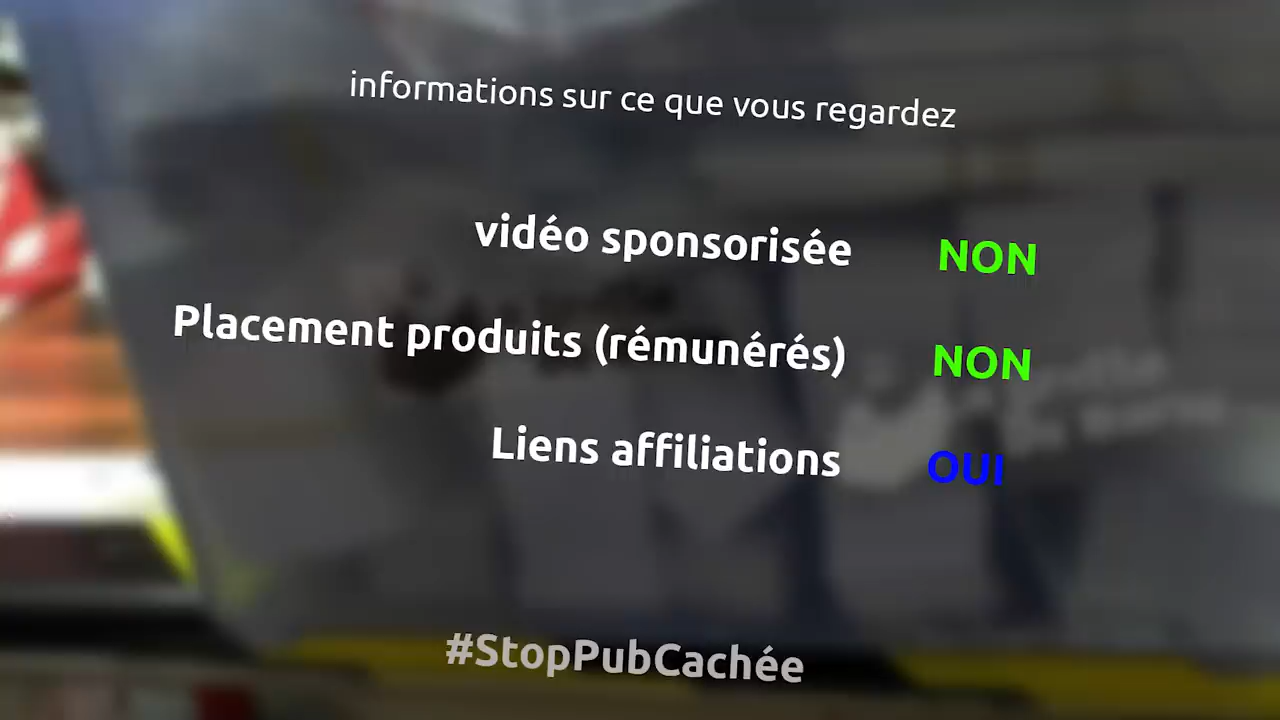 informations sur ce que vous regardez
vidéo sponsorisée NON
Placement produits (rémunérés) NON
Liens affiliations OUI
#StopPubCachée